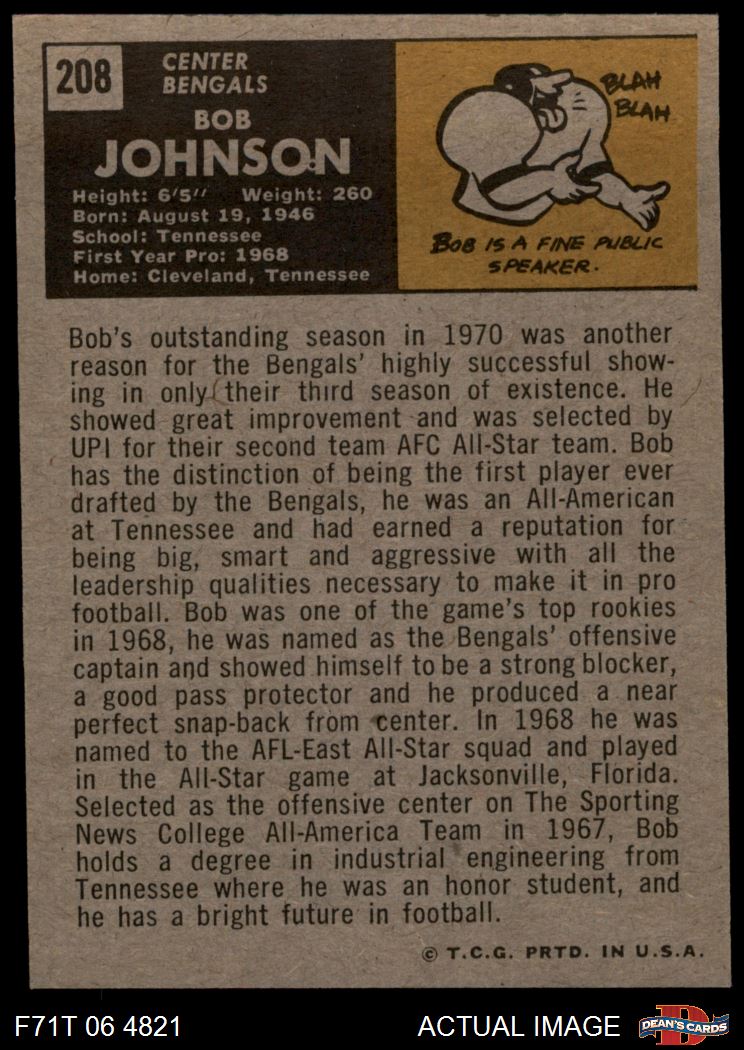 208
CENTER
BENGALS
BOB
JOHNSON
Height: 6'5'' Weight: 260
Born: August 19, 1946
School: Tennessee
First Year Pro: 1968
Home: Cleveland, Tennessee
BLAH
BLAH
BOB IS A FINE PUBLIC
SPEAKER.
Bob's outstanding season in 1970 was another
reason for the Bengals' highly successful show-
ing in only their third season of existence. He
showed great improvement and was selected by
UPI for their second team AFC All-Star team. Bob
has the distinction of being the first player ever
drafted by the Bengals, he was an All-American
at Tennessee and had earned a reputation for
being big, smart and aggressive with all the
leadership qualities necessary to make it in pro
football. Bob was one of the game's top rookies
in 1968, he was named as the Bengals' offensive
captain and showed himself to be a strong blocker,
a good pass protector and he produced a near
perfect snap-back from center. In 1968 he was
named to the AFL-East All-Star squad and played
in the All-Star game at Jacksonville, Florida.
Selected as the offensive center on The Sporting
News College All-America Team in 1967, Bob
holds a degree in industrial engineering from
Tennessee where he was an honor student, and
he has a bright future in football.
© T.C.G. PRTD. IN U.S.A.
F71T 06 4821 ACTUAL IMAGE
D
DEAN'S CARDS